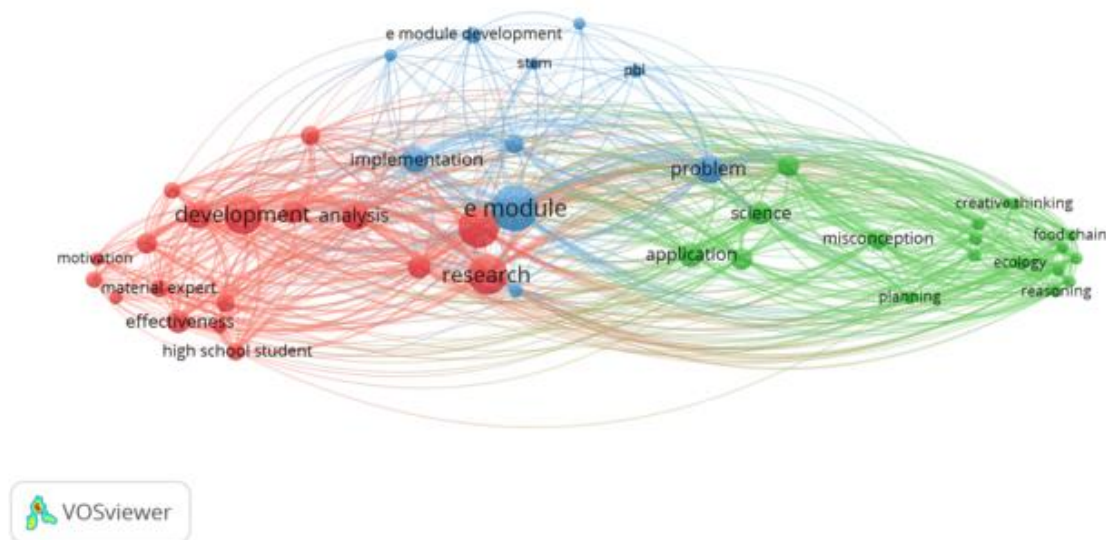 e module development
stem
pbl
implementation
problem
development
analysis
e module
science
creative thinking
misconception
food chain
motivation
application
ecology
research
material expert
planning
reasoning
effectiveness
high school student
VOSviewer